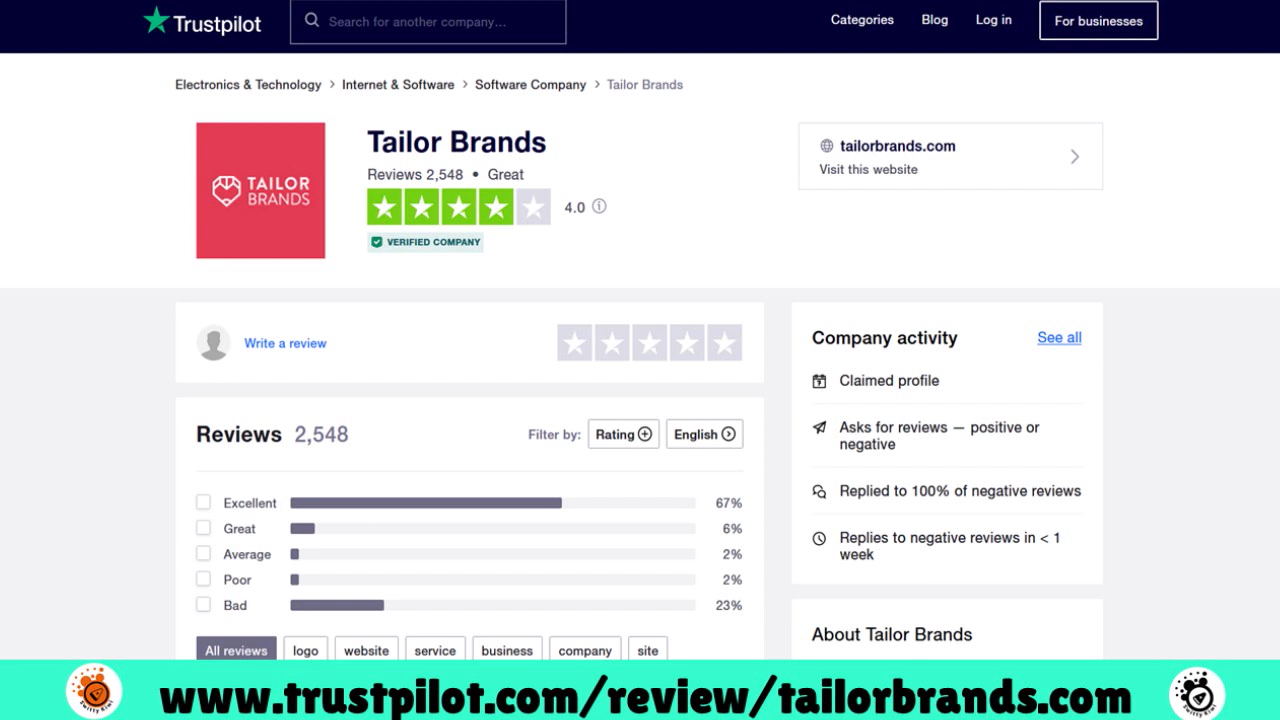 Trustpilot
Search for another company...
Categories
Blog
Log in
For businesses
Electronics & Technology > Internet & Software > Software Company > Tailor Brands
TAILOR
BRANDS
Tailor Brands
Reviews 2,548 • Great
4.0
VERIFIED COMPANY
tailorbrands.com
Visit this website
Write a review
Reviews 2,548
Filter by: Rating English
Excellent 67%
Great 6%
Average 2%
Poor 2%
Bad 23%
All reviews logo website service business company site
Company activity
See all
Claimed profile
Asks for reviews — positive or
negative
Replied to 100% of negative reviews
Replies to negative reviews in < 1
week
About Tailor Brands
www.trustpilot.com/review/tailorbrands.com
Swifty Kiwi
Swifty Kiwi